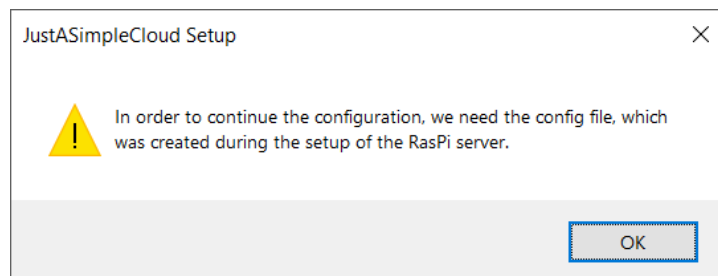 JustASimpleCloud Setup
In order to continue the configuration, we need the config file, which
was created during the setup of the RasPi server.
OK